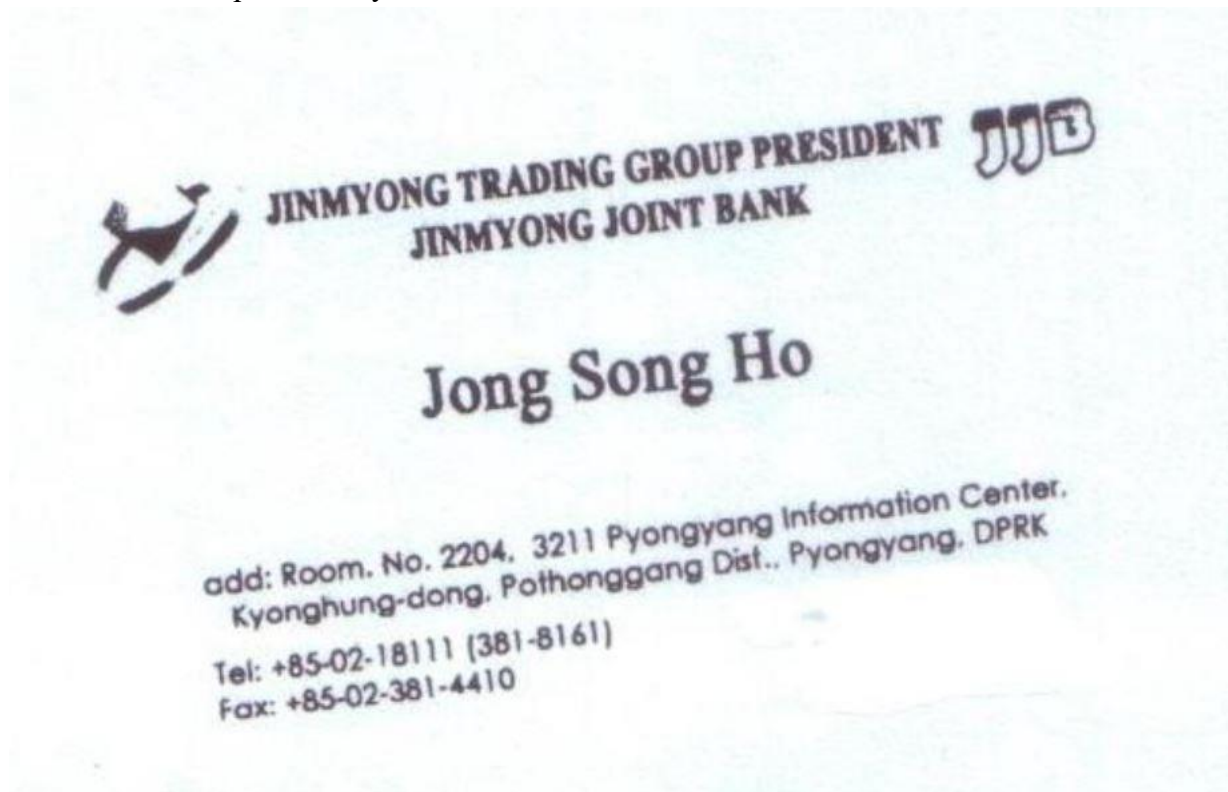 JINMYONG TRADING GROUP PRESIDENT JJB
JINMYONG JOINT BANK
Jong Song Ho
add: Room. No. 2204, 3211 Pyongyang Information Center,
Kyonghung-dong, Pothonggang Dist., Pyongyang, DPRK
Tel: +85-02-18111 (381-8161)
Fax: +85-02-381-4410